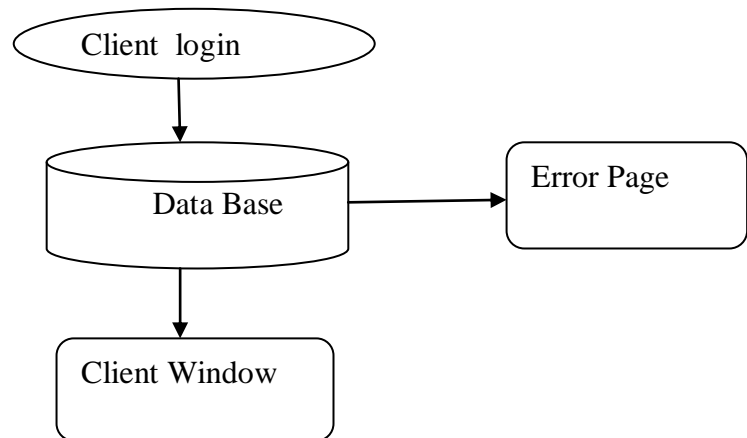 Client login
Data Base
Error Page
Client Window